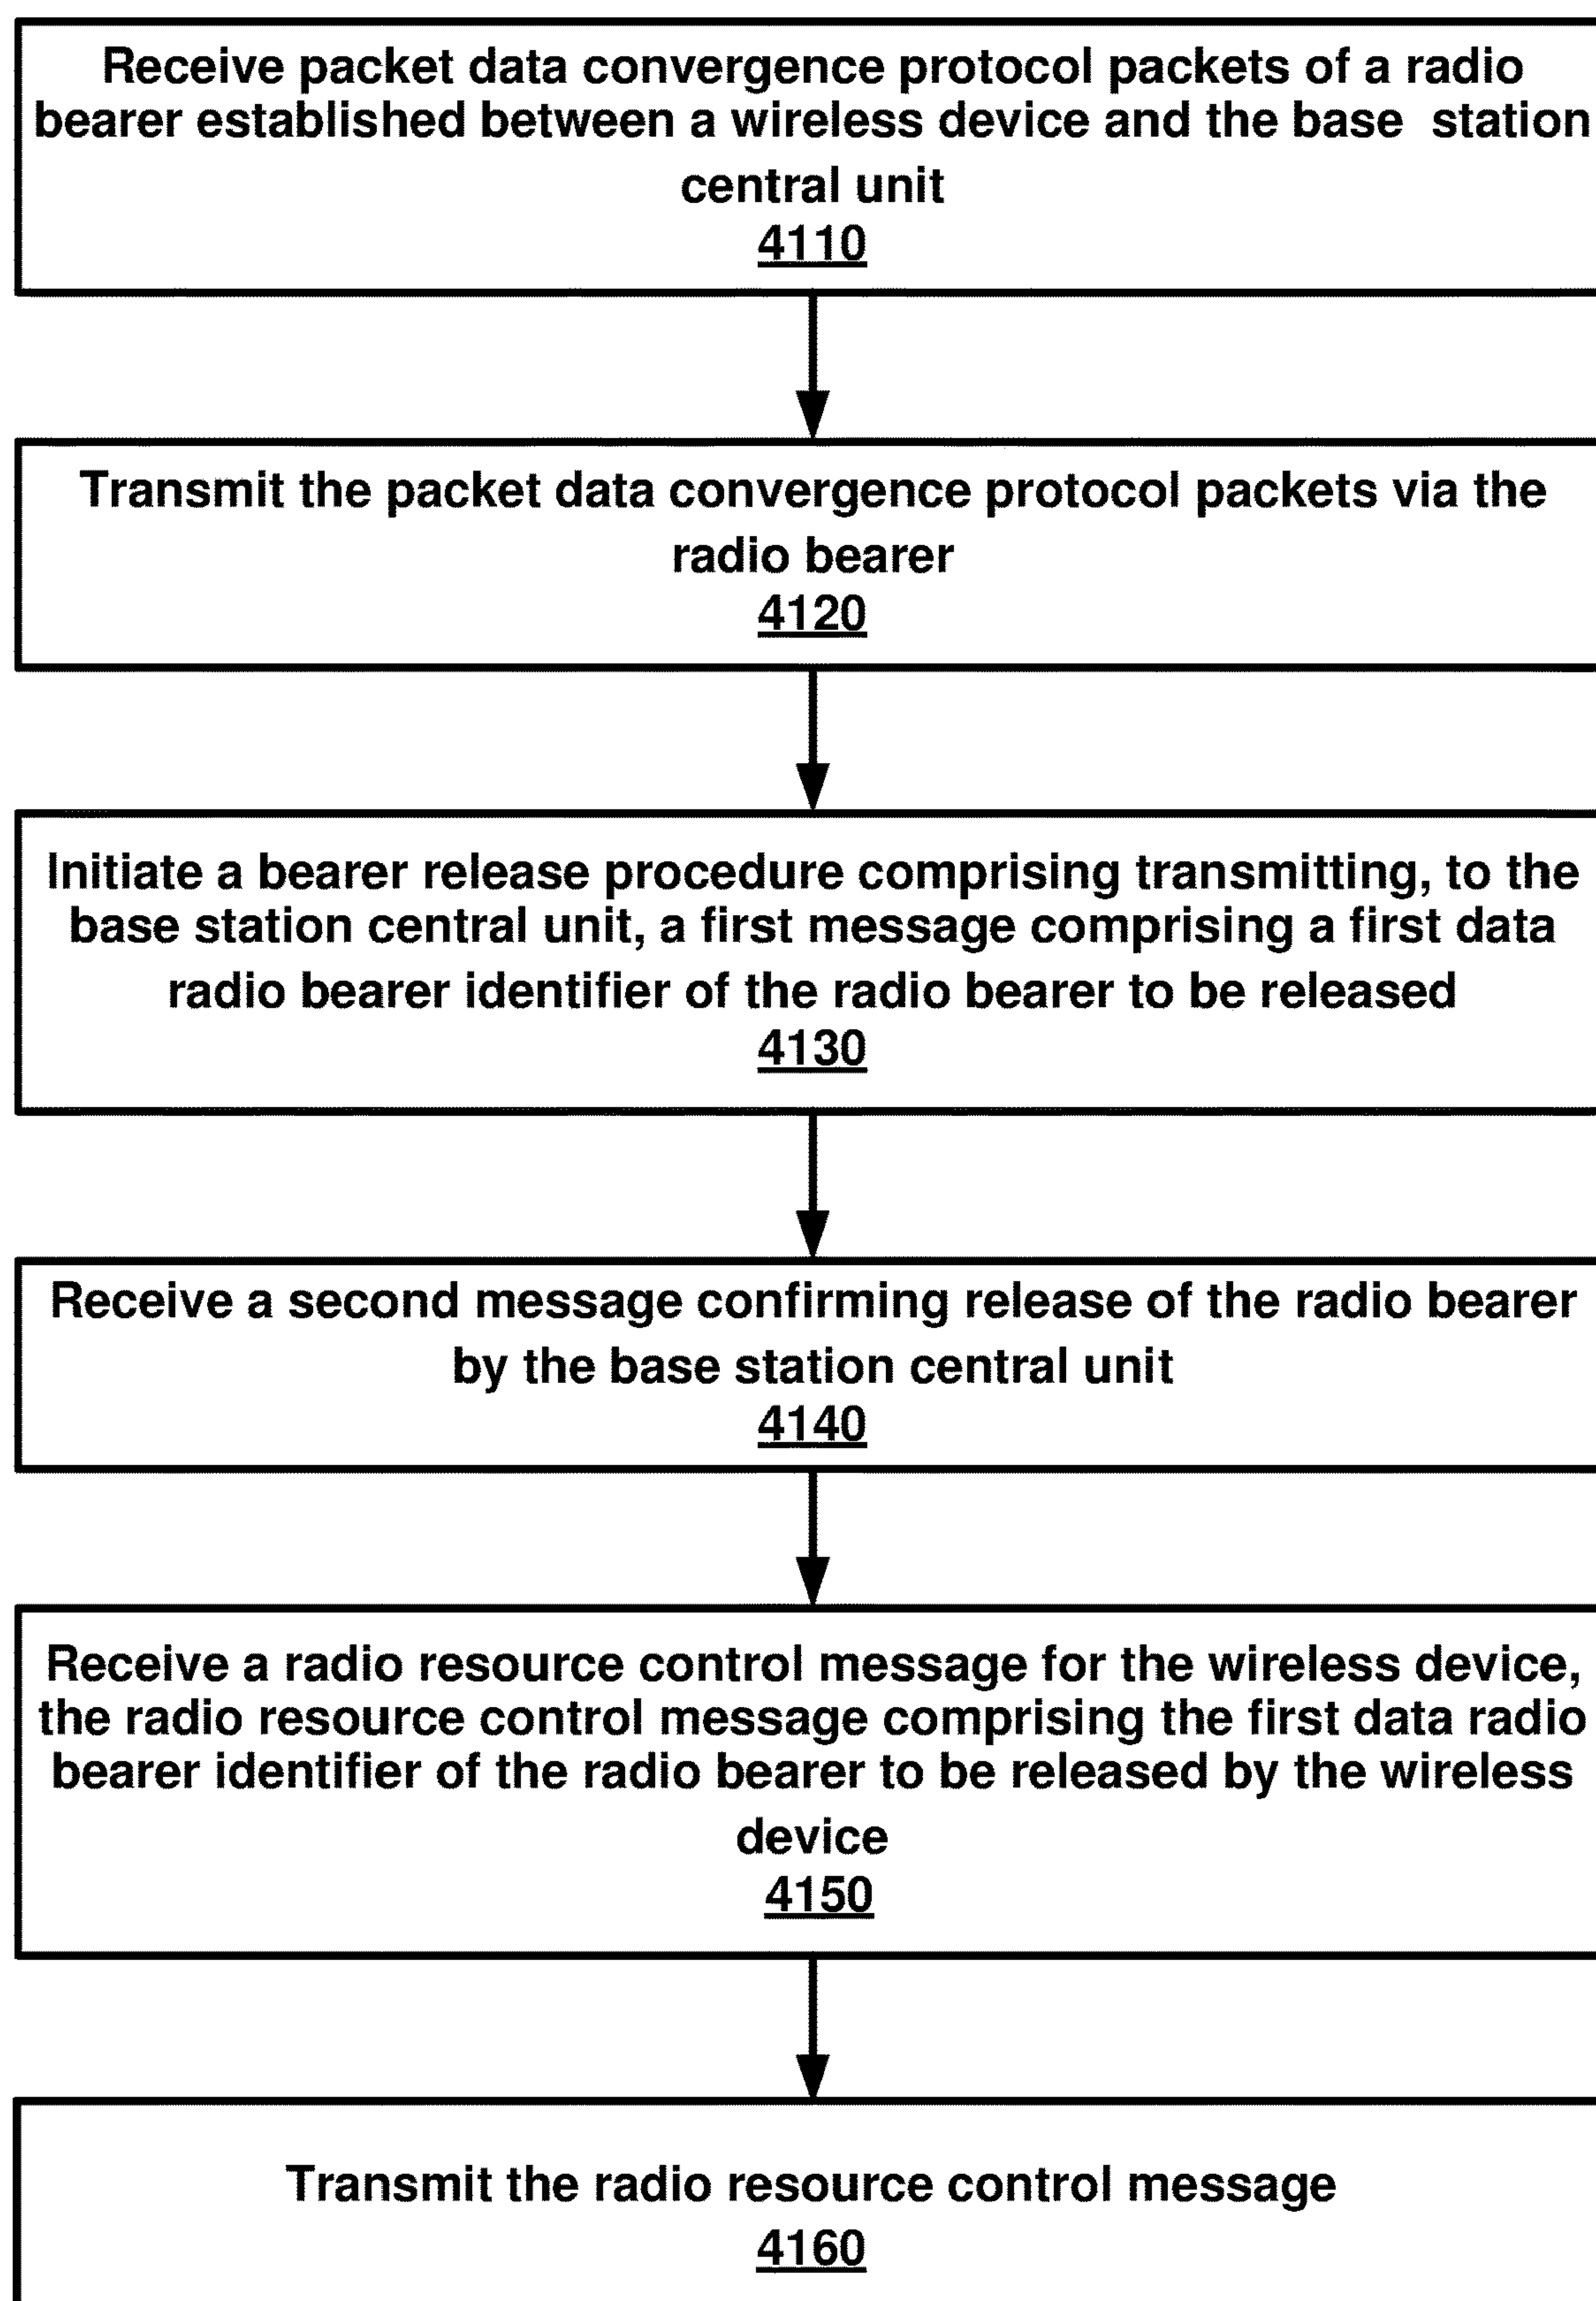 Receive packet data convergence protocol packets of a radio
bearer established between a wireless device and the base station
central unit
4110
Transmit the packet data convergence protocol packets via the
radio bearer
4120
Initiate a bearer release procedure comprising transmitting, to the
base station central unit, a first message comprising a first data
radio bearer identifier of the radio bearer to be released
4130
Receive a second message confirming release of the radio bearer
by the base station central unit
4140
Receive a radio resource control message for the wireless device,
the radio resource control message comprising the first data radio
bearer identifier of the radio bearer to be released by the wireless
device
4150
Transmit the radio resource control message
4160